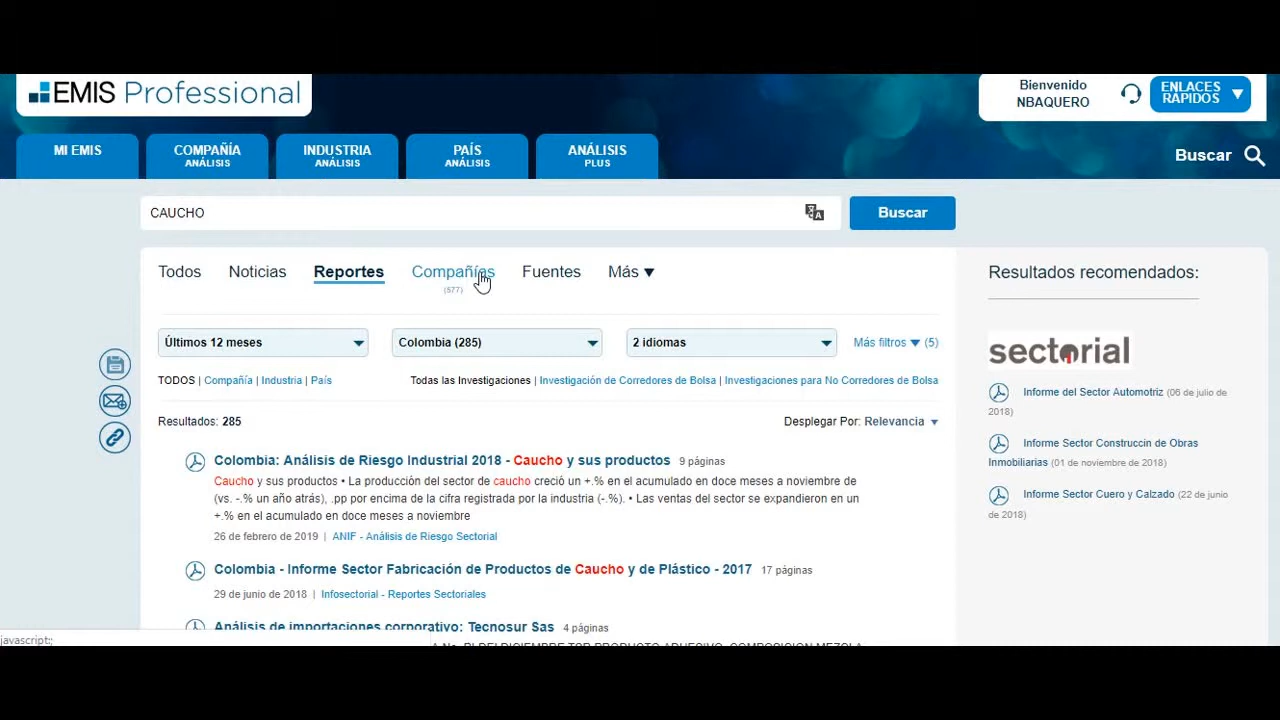 EMIS Professional
Bienvenido
NBAQUERO
ENLACES
RÁPIDOS
MI EMIS
COMPAÑÍA
ANÁLISIS
INDUSTRIA
ANÁLISIS
PAÍS
ANÁLISIS
ANÁLISIS
PLUS
Buscar
CAUCHO
Buscar
Todos Noticias Reportes Compañías Fuentes Más
(577)
Últimos 12 meses Colombia (285) 2 idiomas Más filtros (5)
TODOS | Compañía | Industria | País
Todas las Investigaciones | Investigación de Corredores de Bolsa | Investigaciones para No Corredores de Bolsa
Resultados: 285 Desplegar Por: Relevancia
Colombia: Análisis de Riesgo Industrial 2018 - Caucho y sus productos 9 páginas
Caucho y sus productos • La producción del sector de caucho creció un +.% en el acumulado en doce meses a noviembre de
(vs. -.% un año atrás), .pp por encima de la cifra registrada por la industria (-.%). • Las ventas del sector se expandieron en un
+.% en el acumulado en doce meses a noviembre
26 de febrero de 2019 | ANIF - Análisis de Riesgo Sectorial
Colombia - Informe Sector Fabricación de Productos de Caucho y de Plástico - 2017 17 páginas
29 de junio de 2018 | Infosectorial - Reportes Sectoriales
Análisis de importaciones corporativo: Tecnosur Sas 4 páginas
javascript:;
Resultados recomendados:
sectorial
Informe del Sector Automotriz (06 de julio de
2018)
Informe Sector Construccin de Obras
Inmobiliarias (01 de noviembre de 2018)
Informe Sector Cuero y Calzado (22 de junio
de 2018)